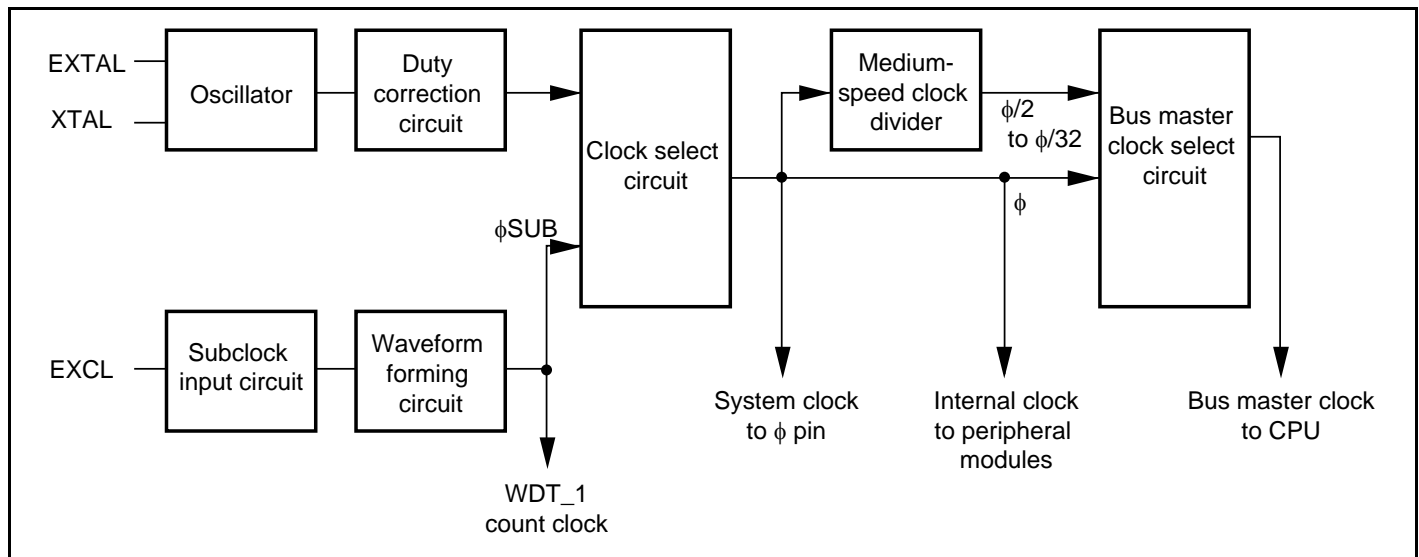 EXTAL
XTAL
Oscillator
Duty
correction
circuit
Clock select
circuit
Medium-
speed clock
divider
ϕ/2
to ϕ/32
ϕ
Bus master
clock select
circuit
ϕSUB
EXCL
Subclock
input circuit
Waveform
forming
circuit
WDT_1
count clock
System clock
to ϕ pin
Internal clock
to peripheral
modules
Bus master clock
to CPU